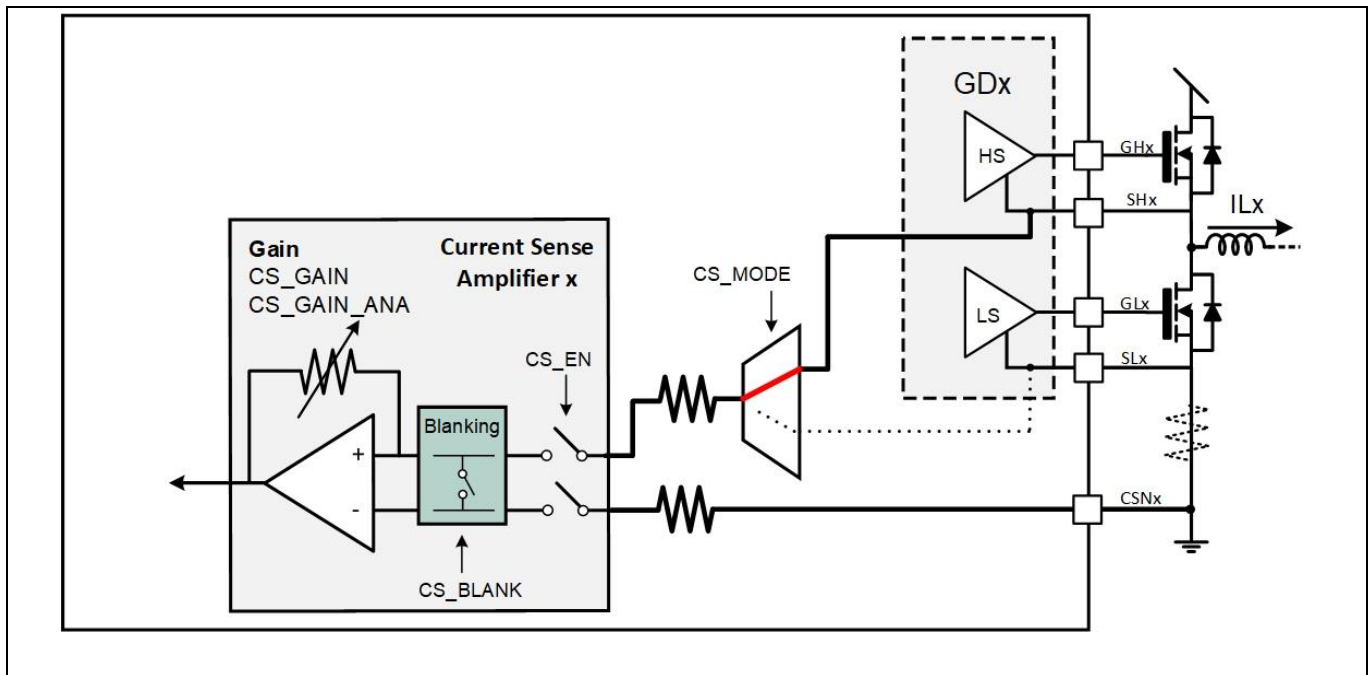 GDx
HS
GHx
SHx
ILx
LS
GLx
SLx
CS_MODE
Gain
CS_GAIN
CS_GAIN_ANA
Current Sense
Amplifier x
CS_EN
Blanking
+
-
CS_BLANK
CSNx